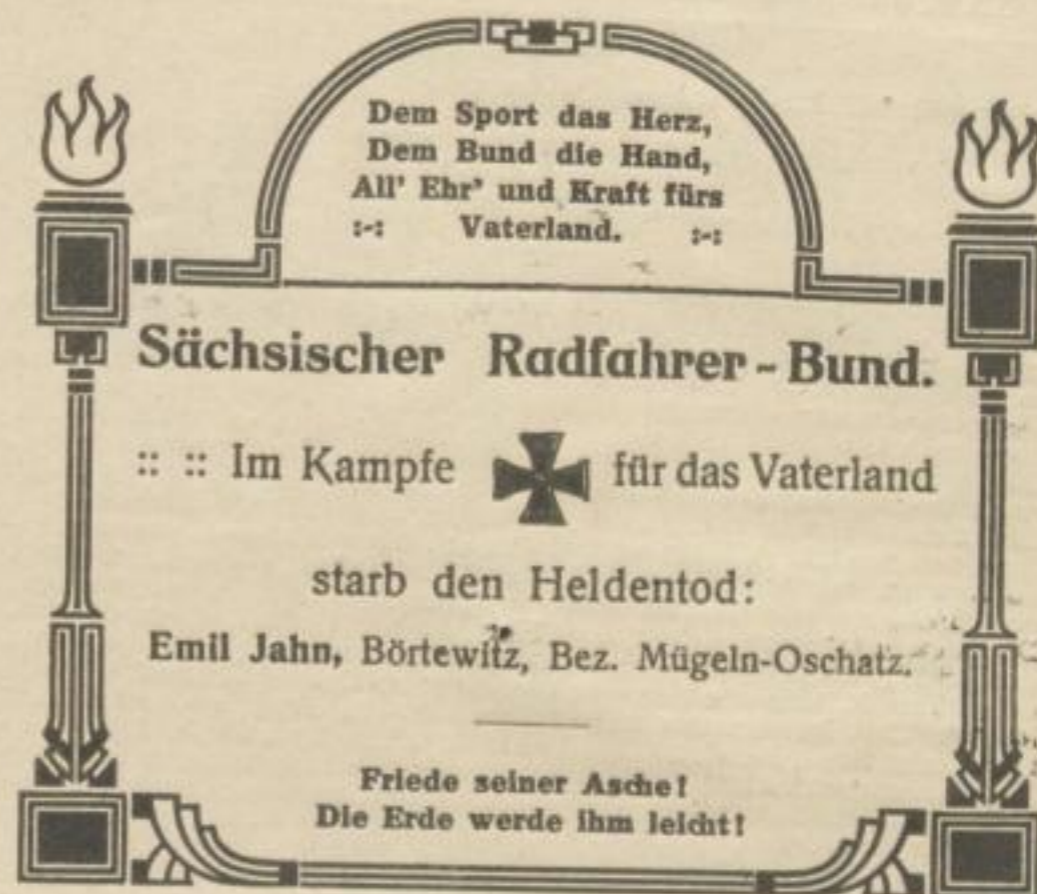 Dem Sport das Herz,
Dem Bund die Hand,
All' Ehr' und Kraft fürs
:-: Vaterland. :-:
Sächsischer Radfahrer-Bund.
:: :: Im Kampfe für das Vaterland
starb den Heldentod:
Emil Jahn, Börtewitz, Bez. Mügeln-Oschatz.
Friede seiner Asche!
Die Erde werde ihm leicht!